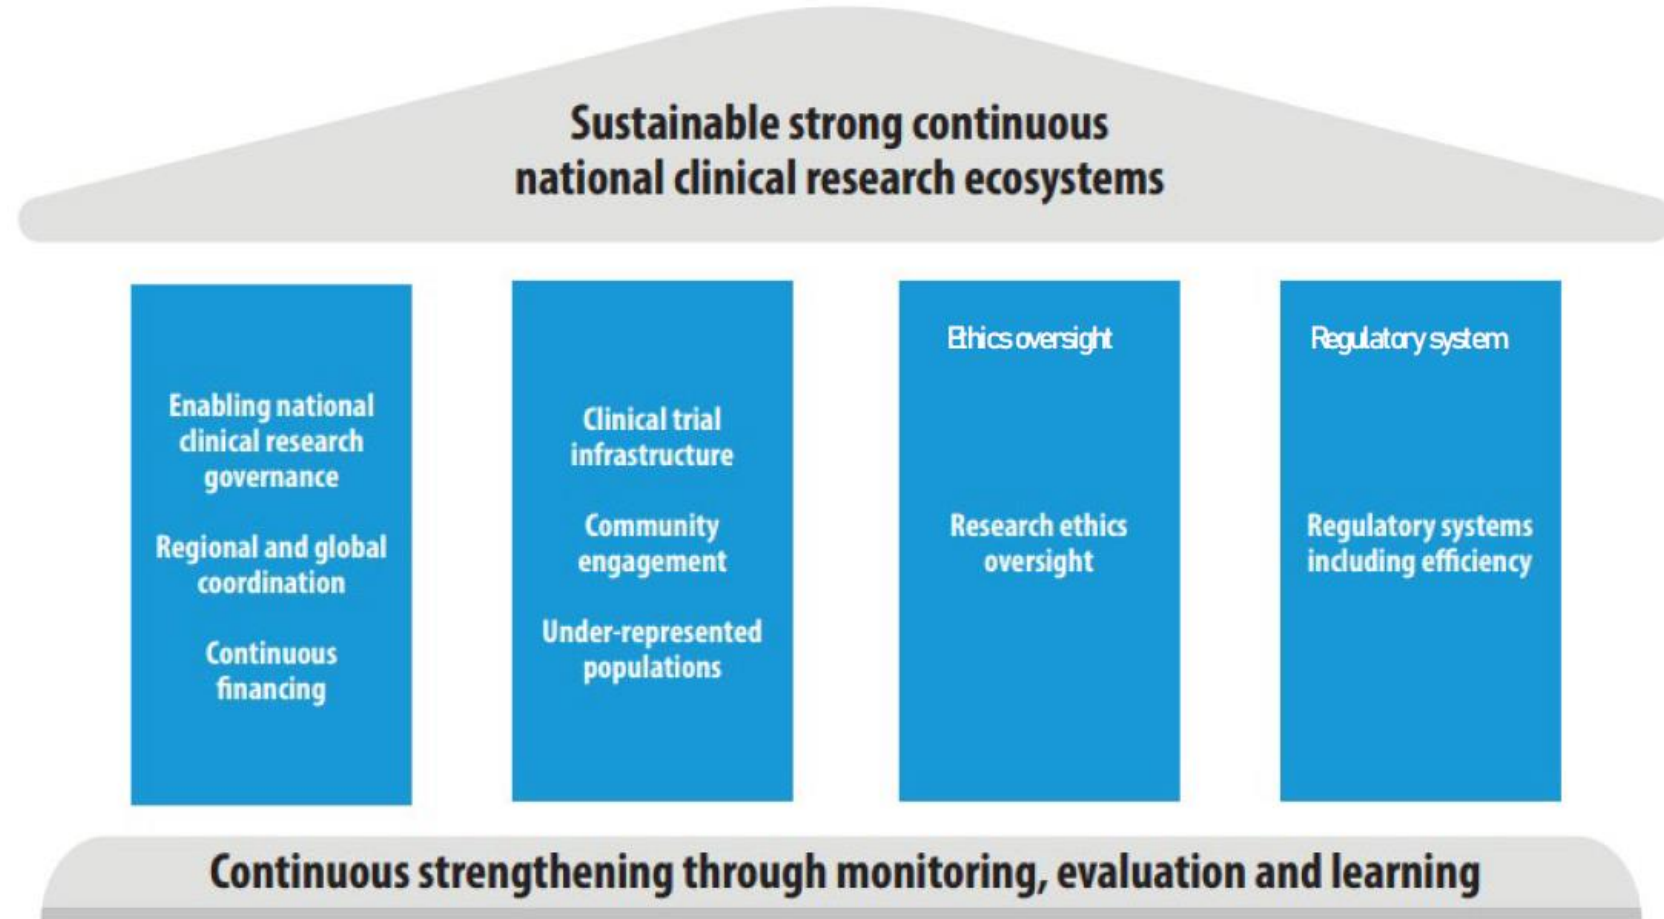 Sustainable strong continuous
national clinical research ecosystems
Enabling national
clinical research
governance
Regional and global
coordination
Continuous
financing
Clinical trial
infrastructure
Community
engagement
Under-represented
populations
Ethics oversight
Research ethics
oversight
Regulatory system
Regulatory systems
including efficiency
Continuous strengthening through monitoring, evaluation and learning